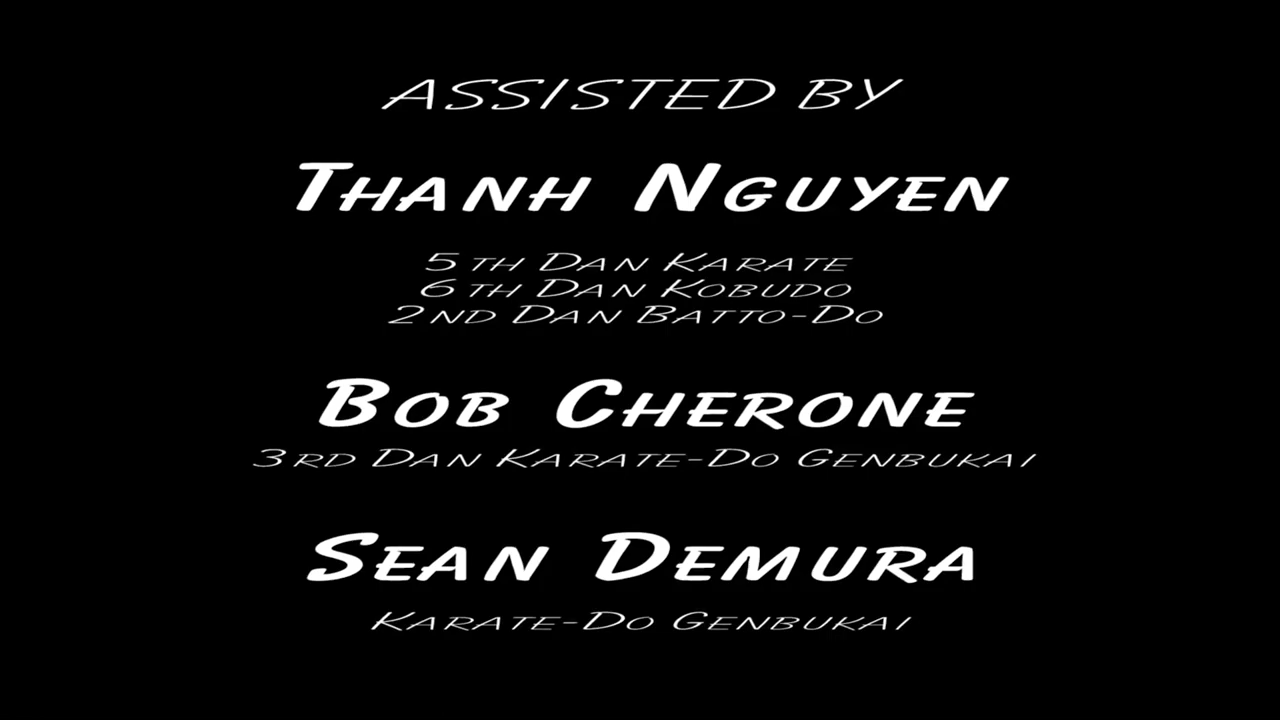 ASSISTED BY
THANH NGUYEN
5TH DAN KARATE
6TH DAN KOBUDO
2ND DAN BATTO-DO
BOB CHERONE
3RD DAN KARATE-DO GENBUKAI
SEAN DEMURA
KARATE-DO GENBUKAI